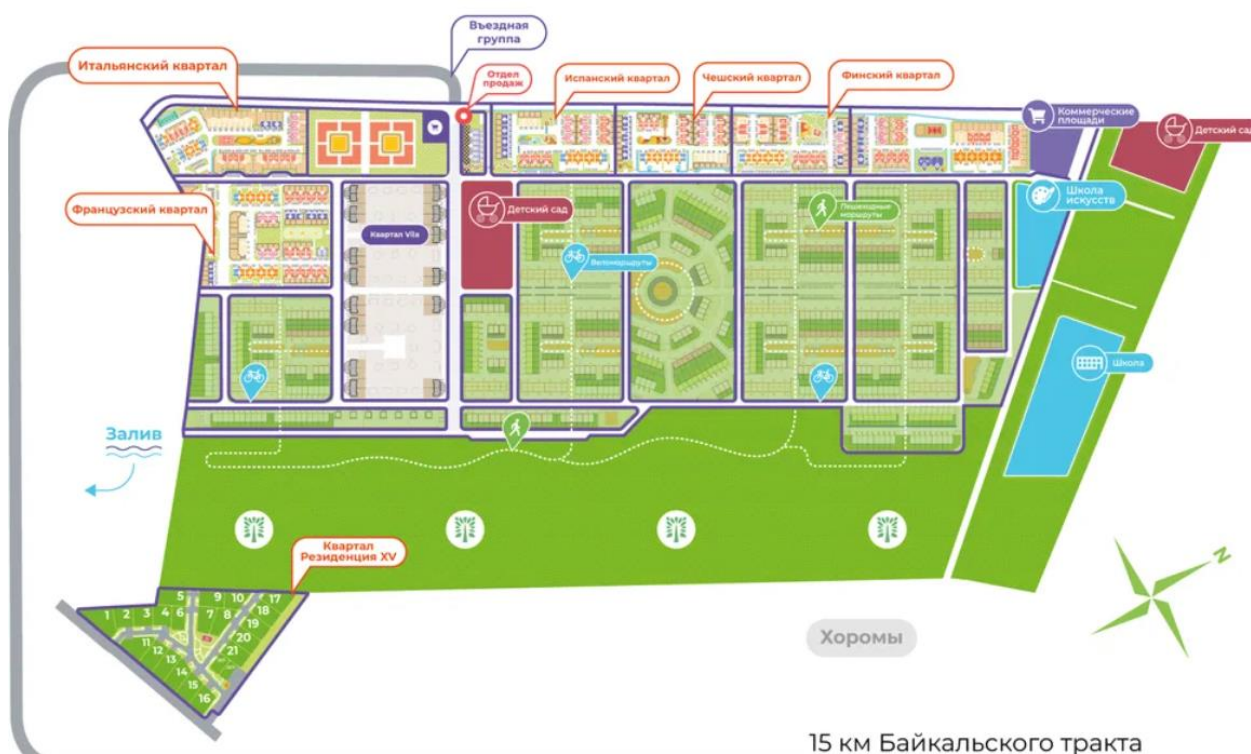 Въездная
группа
Итальянский квартал
Отдел
продаж
Испанский квартал
Чешский квартал
Финский квартал
Коммерческие
площади
Детский сад
Французский квартал
Квартал Vila
Детский сад
Пешеходные
маршруты
Школа
искусств
Веломаршруты
Школа
Залив
Квартал
Резиденция XV
N
5 9 10 17
1 2 3 4 6 7 8 18
19
11 20
12 21
13
14
15
16
Хоромы
15 км Байкальского тракта